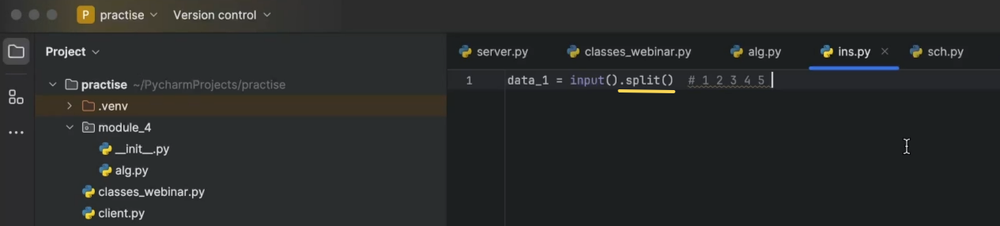 P practise Version control
Project
server.py classes_webinar.py alg.py ins.py sch.py
practise ~/PycharmProjects/practise
.venv
module_4
__init__.py
alg.py
classes_webinar.py
client.py
1 data_1 = input().split() # 1 2 3 4 5